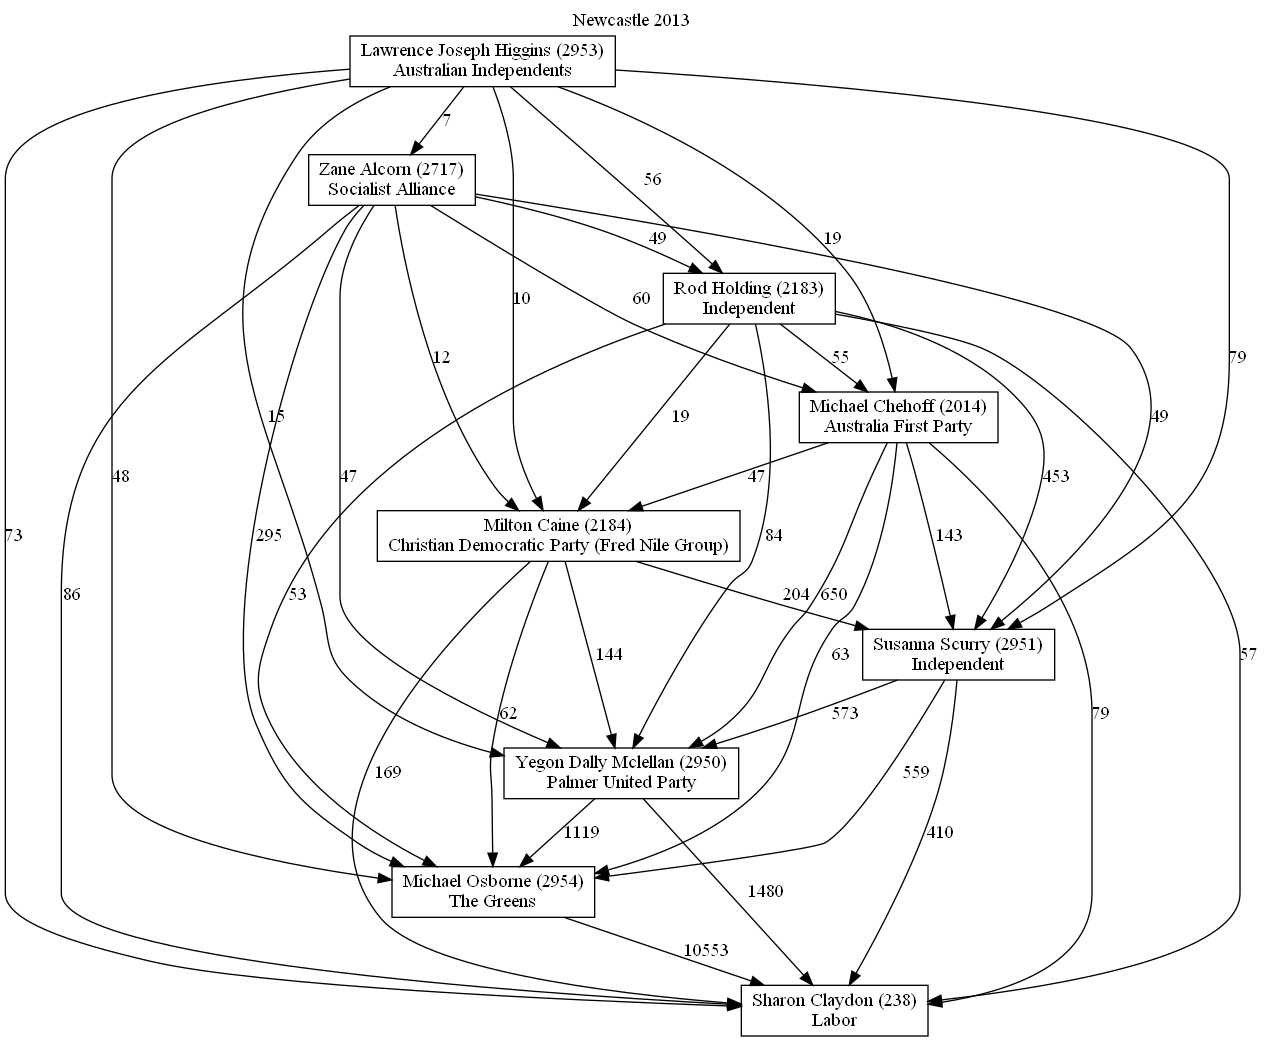 Newcastle 2013
Lawrence Joseph Higgins (2953)
Australian Independents
7
Zane Alcorn (2717)
Socialist Alliance
56
49
19
10
60
Rod Holding (2183)
Independent
12
55
79
Michael Chehoff (2014)
Australia First Party
15
19
49
48
47
47
453
Milton Caine (2184)
Christian Democratic Party (Fred Nile Group)
73
295
84
143
86
53
204
650
Susanna Scurry (2951)
Independent
144
63
57
62
573
79
Yegon Dally Mclellan (2950)
Palmer United Party
169
559
1119
410
Michael Osborne (2954)
The Greens
1480
10553
Sharon Claydon (238)
Labor